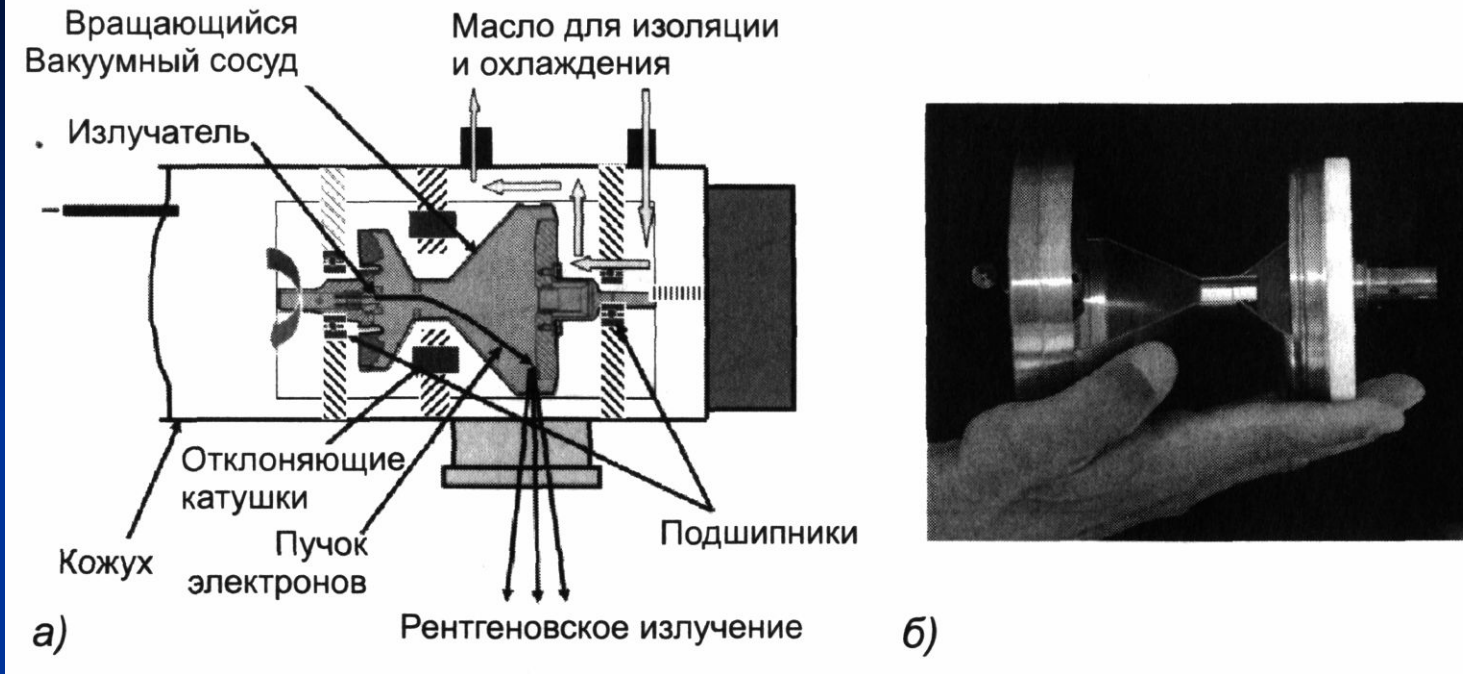 Вращающийся
Вакуумный сосуд
Масло для изоляции
и охлаждения
Излучатель
Отклоняющие
катушки
Подшипники
Кожух
Пучок
электронов
Рентгеновское излучение
а)
б)